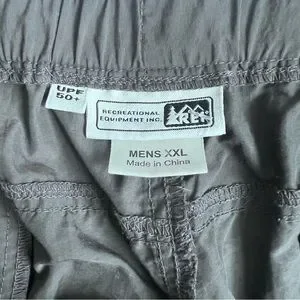 UPF
50+
RECREATIONAL
EQUIPMENT INC.
REI
MENS XXL
Made in China